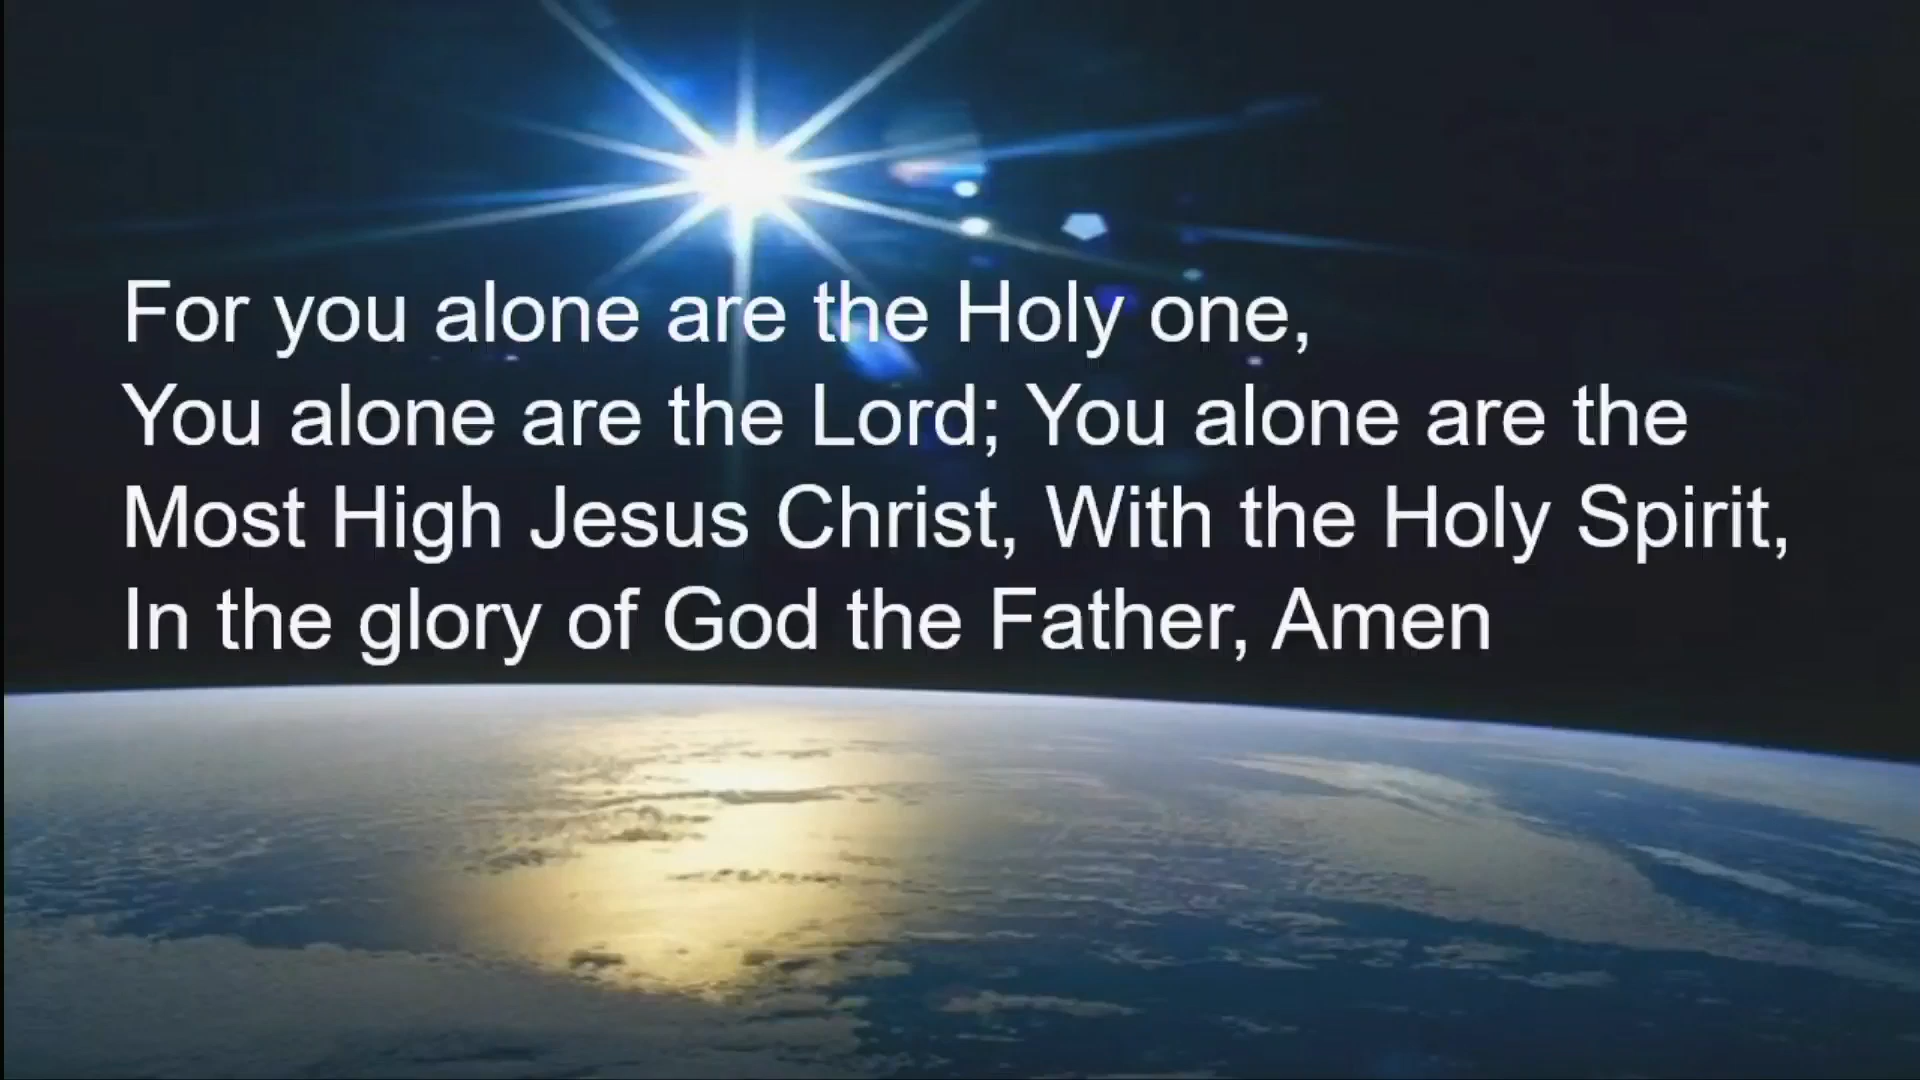 For you alone are the Holy one,
You alone are the Lord; You alone are the
Most High Jesus Christ, With the Holy Spirit,
In the glory of God the Father, Amen